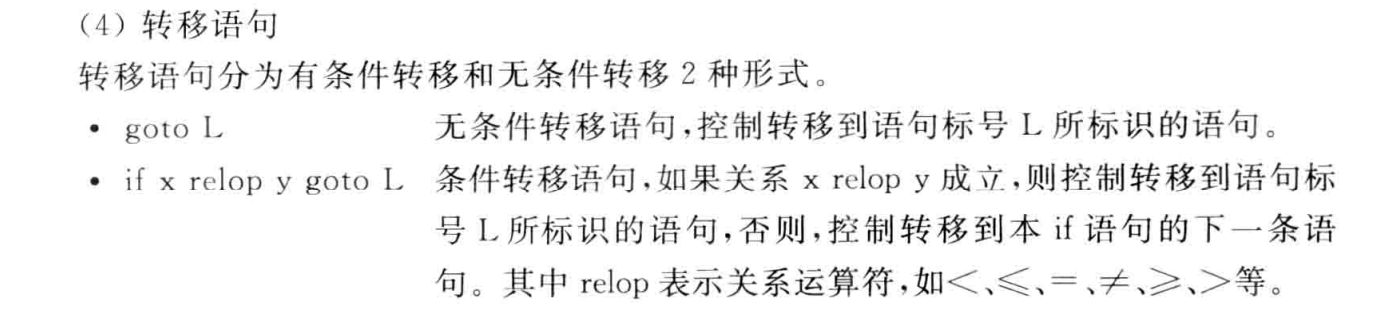 (4) 转移语句
转移语句分为有条件转移和无条件转移 2 种形式。
• goto L 无条件转移语句,控制转移到语句标号 L 所标识的语句。
• if x relop y goto L 条件转移语句,如果关系 x relop y 成立,则控制转移到语句标
号 L 所标识的语句,否则,控制转移到本 if 语句的下一条语
句。其中 relop 表示关系运算符,如<、≤、=、≠、≥、>等。